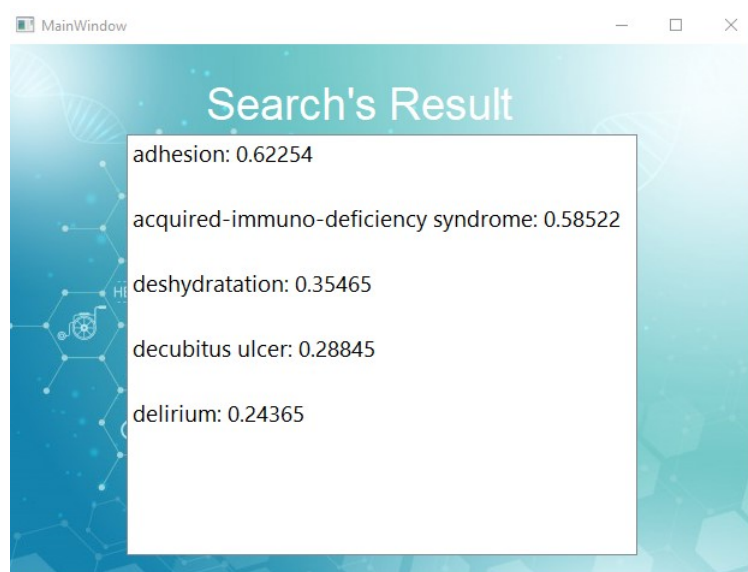 MainWindow
Search's Result
adhesion: 0.62254
acquired-immuno-deficiency syndrome: 0.58522
deshydratation: 0.35465
decubitus ulcer: 0.28845
delirium: 0.24365